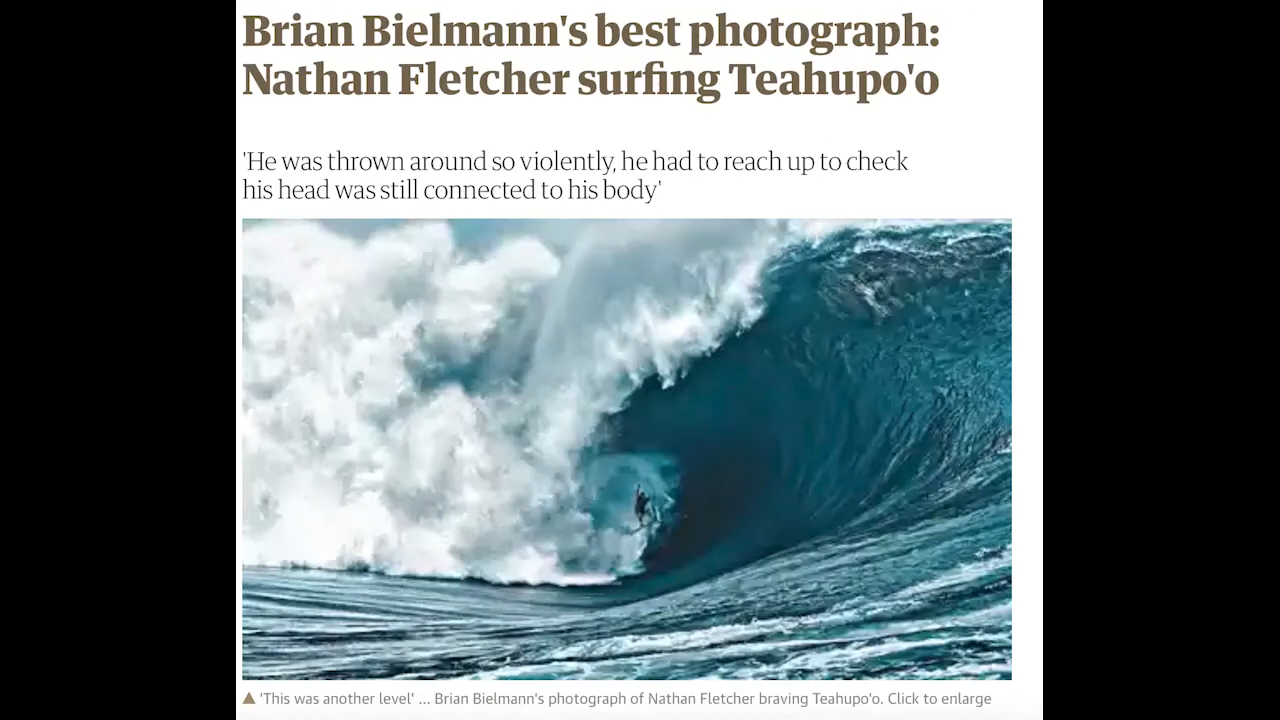 Brian Bielmann's best photograph:
Nathan Fletcher surfing Teahupo'o
'He was thrown around so violently, he had to reach up to check
his head was still connected to his body'
▲ 'This was another level' ... Brian Bielmann's photograph of Nathan Fletcher braving Teahupo'o. Click to enlarge